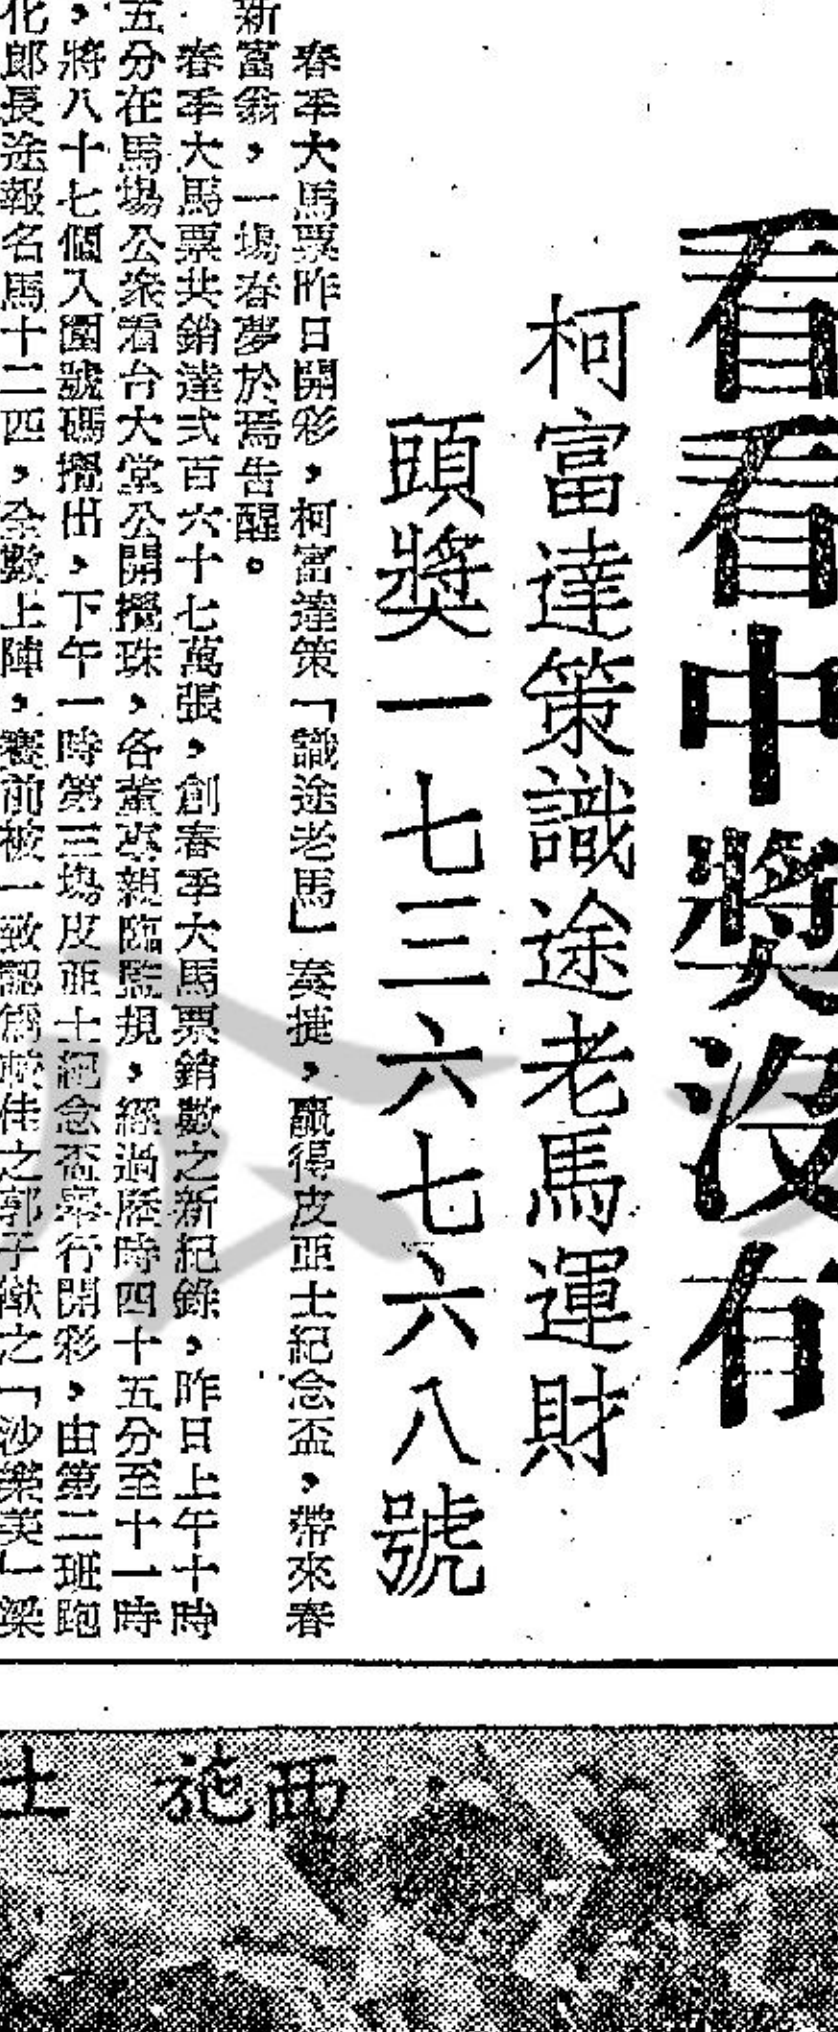 看看中獎沒有
柯富達策識途老馬運財
頭獎一七三六七六八號
春季大馬票昨日開彩，柯富達策「識途老馬」奏捷，贏得皮亞士紀念盃，帶來春
新富翁，一場春夢於焉告醒。
春季大馬票共銷達弍百六十七萬張，創春季大馬票銷數之新紀錄，昨日上午十時
五分在馬場公眾看台大堂公開攪珠，各董事親臨監視，經過歷時四十五分至十一時
，將八十七個入圍號碼攪出，下午一時第三場皮亞士紀念盃舉行開彩，由第二班跑
化郎長途報名馬十二匹，全數上陣，賽前被一致認為較佳之郭子猷之「沙樂美」梁
西施
士